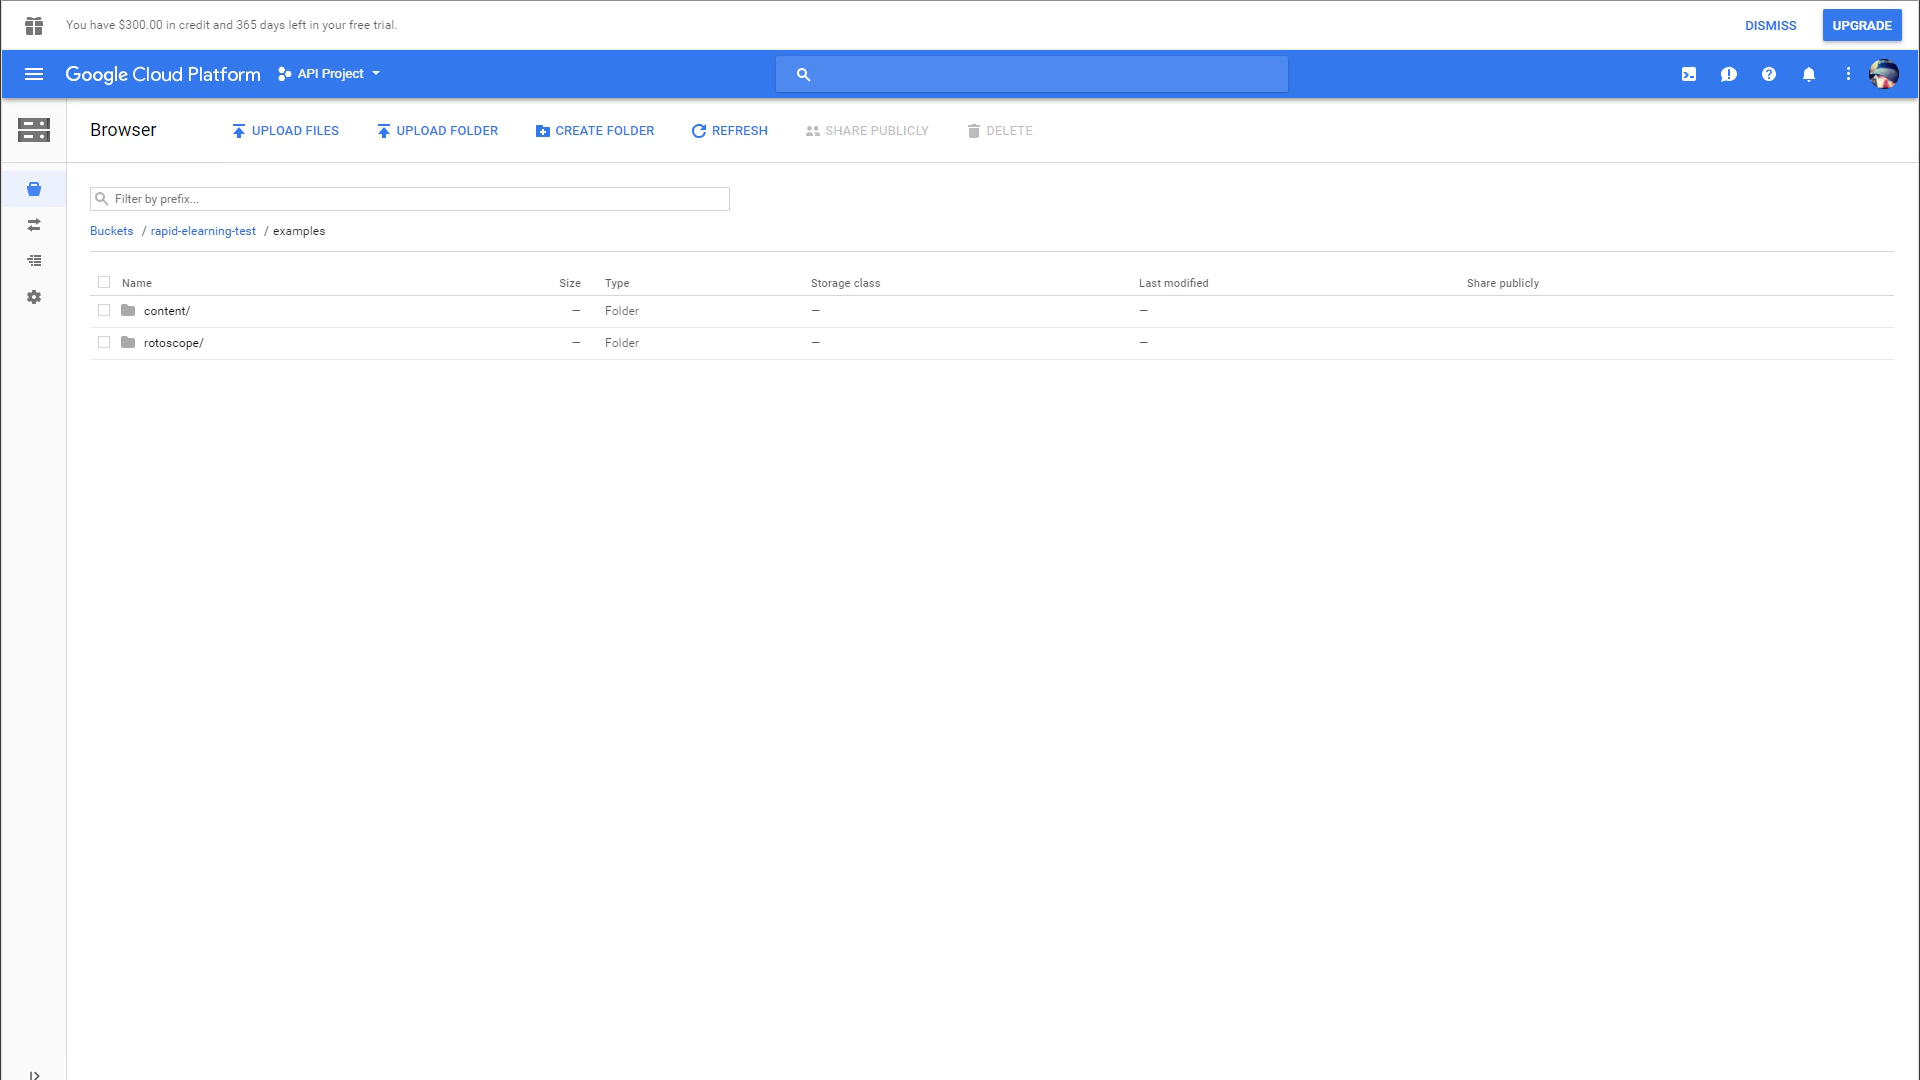 You have $300.00 in credit and 365 days left in your free trial.
DISMISS
UPGRADE
Google Cloud Platform
API Project
Browser
UPLOAD FILES
UPLOAD FOLDER
CREATE FOLDER
REFRESH
SHARE PUBLICLY
DELETE
Filter by prefix...
Buckets / rapid-elearning-test / examples
Name Size Type Storage class Last modified Share publicly
content/ — Folder — —
rotoscope/ — Folder — —